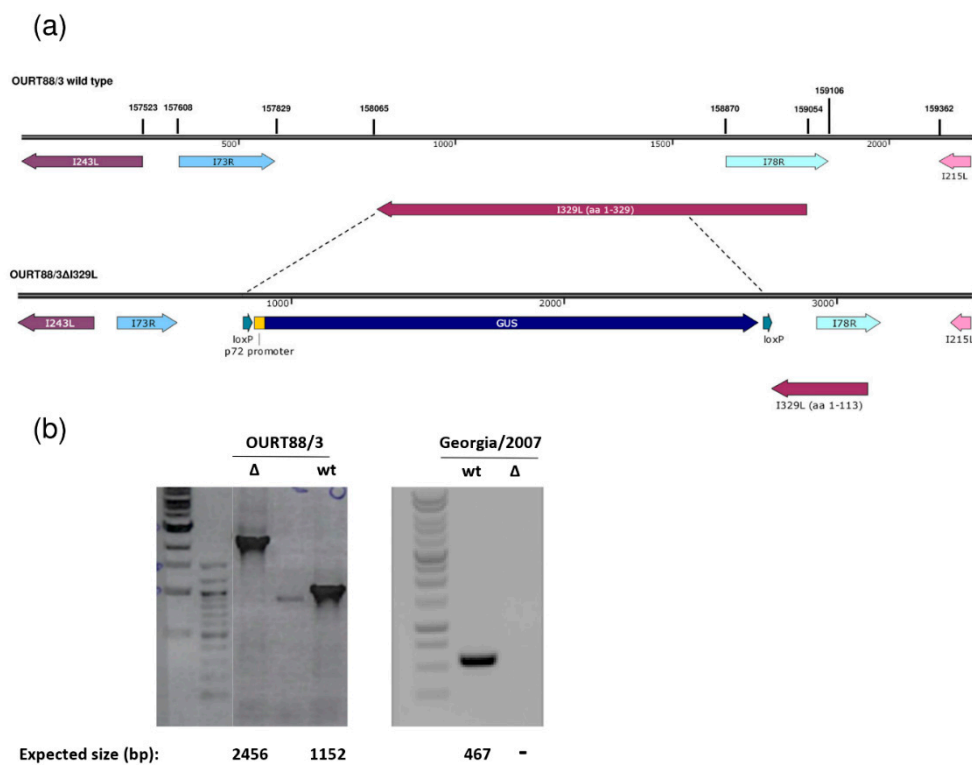 (a)
OURT88/3 wild type
157523 157608 157829 158065 158870 159054 159106 159362
500 1000 1500 2000
I243L I73R I78R I215L
I329L (aa 1-329)
OURT88/3ΔI329L
1000 2000 3000
I243L I73R loxP p72 promoter GUS loxP I78R I215L
I329L (aa 1-113)
(b)
OURT88/3 Georgia/2007
Δ wt wt Δ
Expected size (bp): 2456 1152 467 -